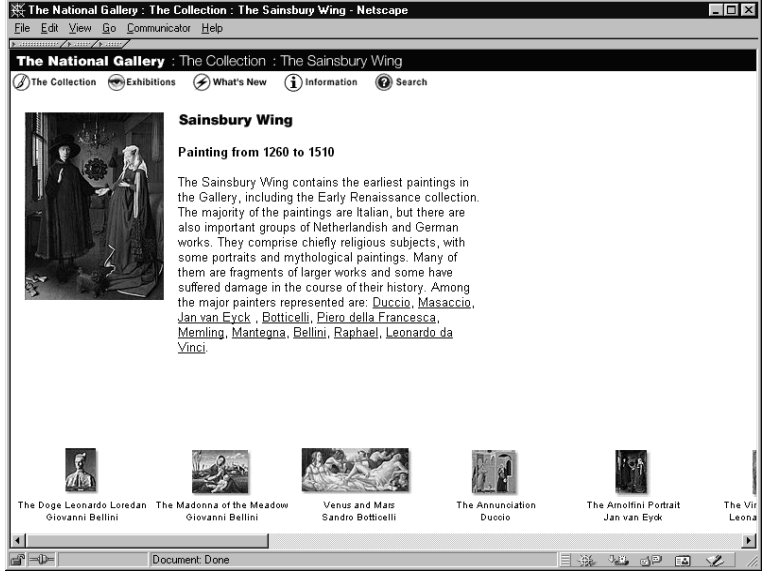 The National Gallery : The Collection : The Sainsbury Wing - Netscape
File Edit View Go Communicator Help
The National Gallery : The Collection : The Sainsbury Wing
The Collection Exhibitions What's New Information Search
Sainsbury Wing
Painting from 1260 to 1510
The Sainsbury Wing contains the earliest paintings in
the Gallery, including the Early Renaissance collection.
The majority of the paintings are Italian, but there are
also important groups of Netherlandish and German
works. They comprise chiefly religious subjects, with
some portraits and mythological paintings. Many of
them are fragments of larger works and some have
suffered damage in the course of their history. Among
the major painters represented are: Duccio, Masaccio,
Jan van Eyck , Botticelli, Piero della Francesca,
Memling, Mantegna, Bellini, Raphael, Leonardo da
Vinci.
The Doge Leonardo Loredan The Madonna of the Meadow Venus and Mars The Annunciation The Arnolfini Portrait The Vir
Giovanni Bellini Giovanni Bellini Sandro Botticelli Duccio Jan van Eyck Leona
Document: Done